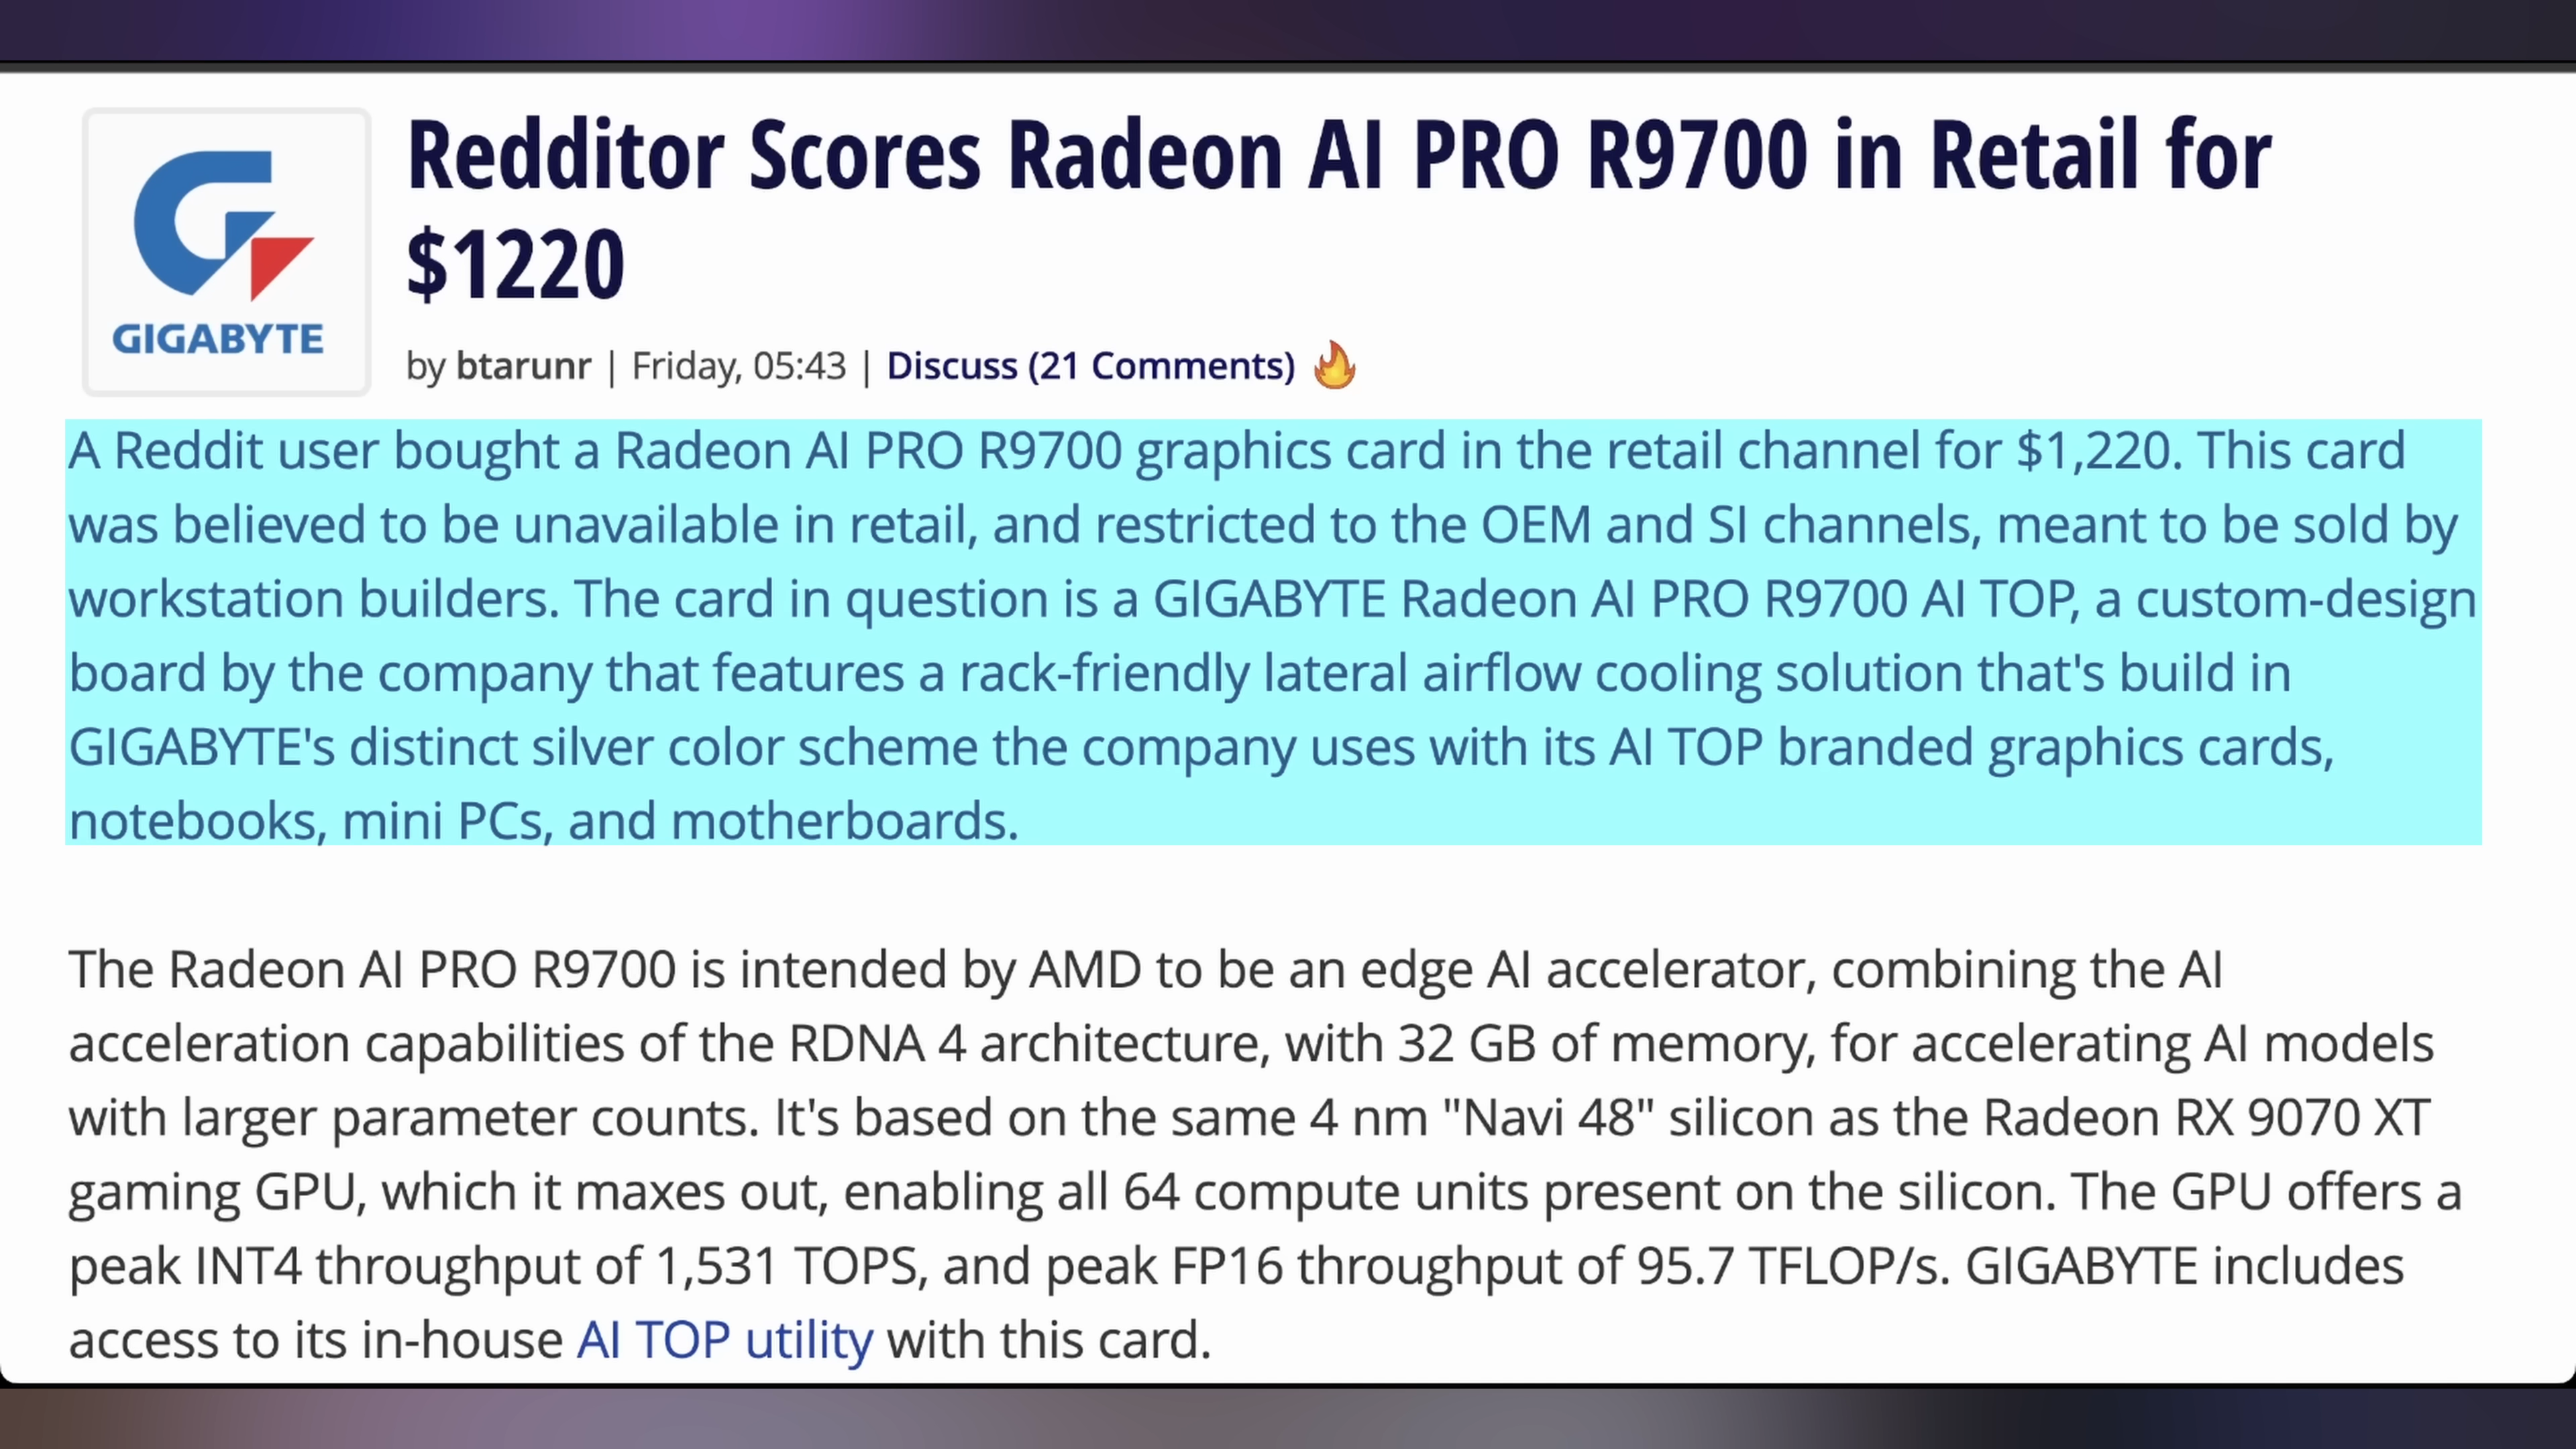 Redditor Scores Radeon AI PRO R9700 in Retail for
$1220
GIGABYTE
by btarunr | Friday, 05:43 | Discuss (21 Comments)
A Reddit user bought a Radeon AI PRO R9700 graphics card in the retail channel for $1,220. This card
was believed to be unavailable in retail, and restricted to the OEM and SI channels, meant to be sold by
workstation builders. The card in question is a GIGABYTE Radeon AI PRO R9700 AI TOP, a custom-design
board by the company that features a rack-friendly lateral airflow cooling solution that's build in
GIGABYTE's distinct silver color scheme the company uses with its AI TOP branded graphics cards,
notebooks, mini PCs, and motherboards.
The Radeon AI PRO R9700 is intended by AMD to be an edge AI accelerator, combining the AI
acceleration capabilities of the RDNA 4 architecture, with 32 GB of memory, for accelerating AI models
with larger parameter counts. It's based on the same 4 nm "Navi 48" silicon as the Radeon RX 9070 XT
gaming GPU, which it maxes out, enabling all 64 compute units present on the silicon. The GPU offers a
peak INT4 throughput of 1,531 TOPS, and peak FP16 throughput of 95.7 TFLOP/s. GIGABYTE includes
access to its in-house AI TOP utility with this card.